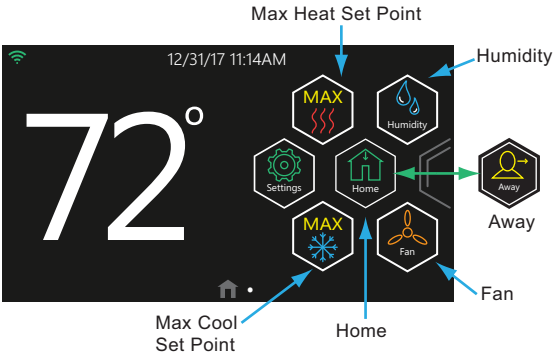 Max Heat Set Point
Humidity
12/31/17 11:14AM
72°
MAX
Humidity
Settings
Home
Away
Away
MAX
Fan
Fan
Max Cool
Set Point
Home